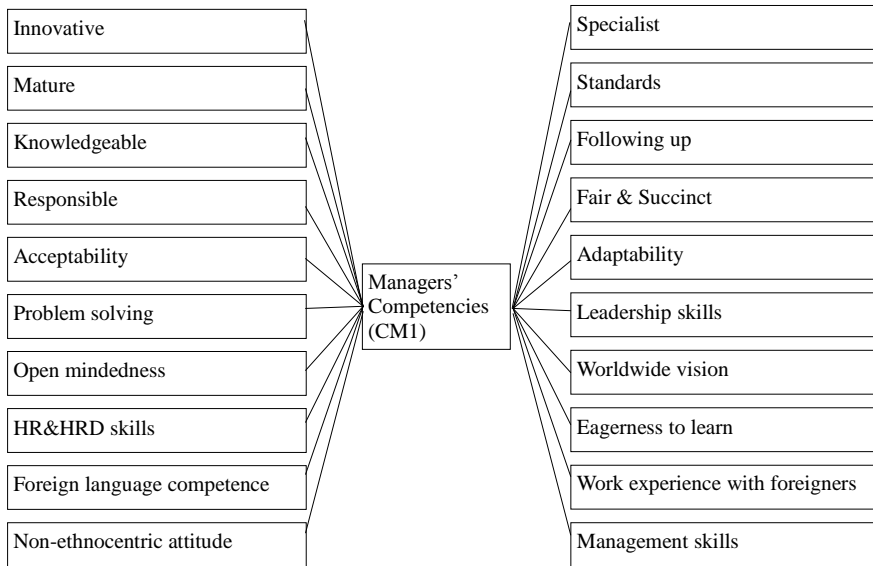 Innovative
Mature
Knowledgeable
Responsible
Acceptability
Problem solving
Open mindedness
HR&HRD skills
Foreign language competence
Non-ethnocentric attitude
Managers’
Competencies
(CM1)
Specialist
Standards
Following up
Fair & Succinct
Adaptability
Leadership skills
Worldwide vision
Eagerness to learn
Work experience with foreigners
Management skills